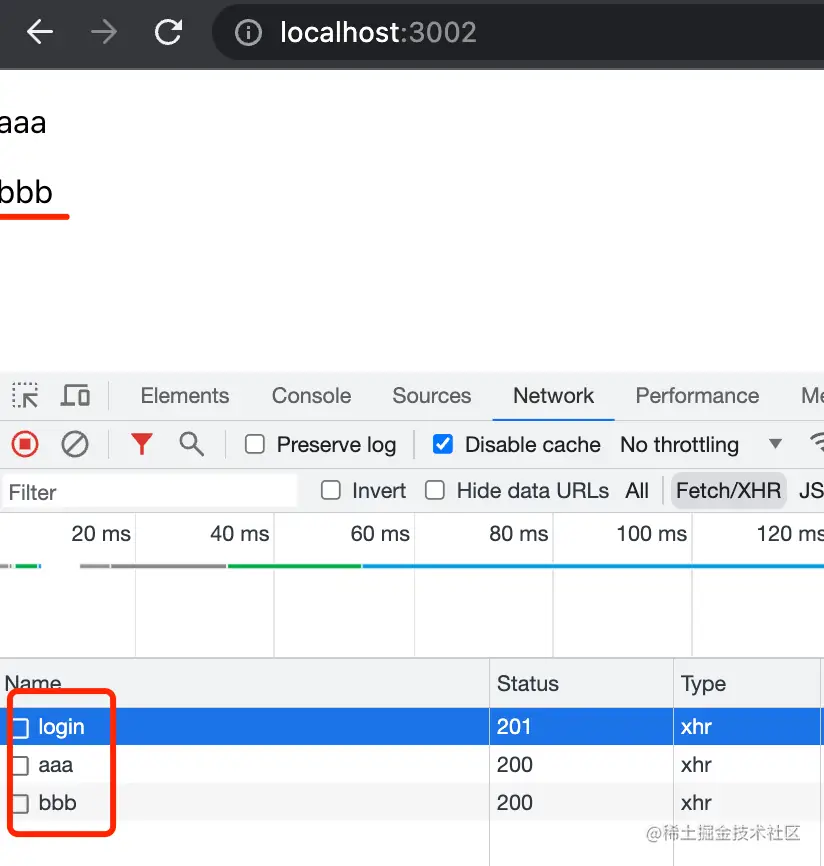 localhost:3002
aaa
bbb
Elements Console Sources Network Performance Me
Preserve log Disable cache No throttling
Filter Invert Hide data URLs All Fetch/XHR JS
20 ms 40 ms 60 ms 80 ms 100 ms 120 ms
Name Status Type
login 201 xhr
aaa 200 xhr
bbb 200 xhr
@稀土掘金技术社区